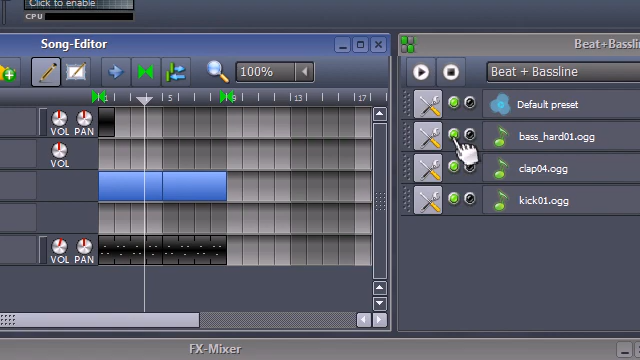 Click to enable
CPU
Song-Editor
Beat+Bassline
100%
Beat + Bassline
1 5 9 13 17
Default preset
VOL PAN
bass_hard01.ogg
VOL
clap04.ogg
kick01.ogg
VOL PAN
FX-Mixer